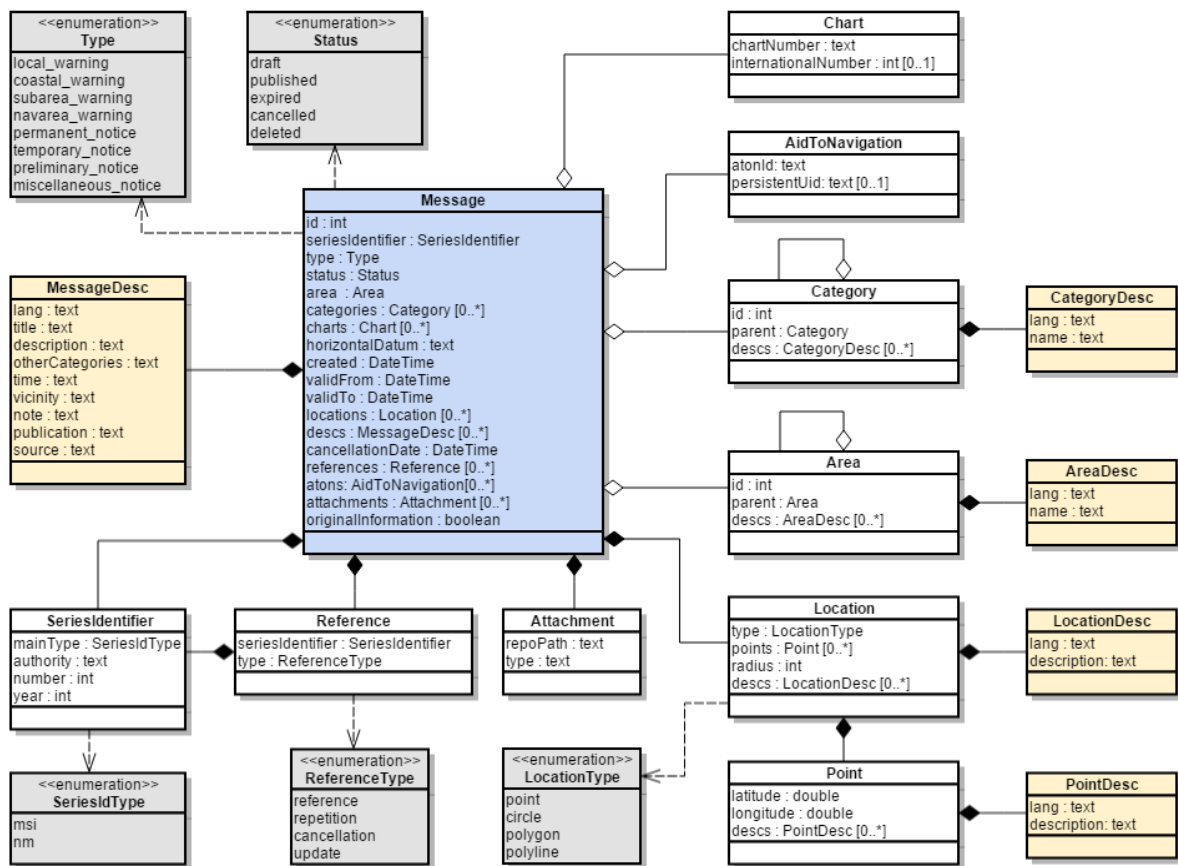 <<enumeration>>
Type
local_warning
coastal_warning
subarea_warning
navarea_warning
permanent_notice
temporary_notice
preliminary_notice
miscellaneous_notice
<<enumeration>>
Status
draft
published
expired
cancelled
deleted
Chart
chartNumber : text
internationalNumber : int [0..1]
AidToNavigation
atonId: text
persistentUid: text [0..1]
Message
id : int
seriesIdentifier : SeriesIdentifier
type : Type
status : Status
area : Area
categories : Category [0..*]
charts : Chart [0..*]
horizontalDatum : text
created : DateTime
validFrom : DateTime
validTo : DateTime
locations : Location [0..*]
descs : MessageDesc [0..*]
cancellationDate : DateTime
references : Reference [0..*]
atons: AidToNavigation[0..*]
attachments : Attachment [0..*]
originalInformation : boolean
MessageDesc
lang : text
title : text
description : text
otherCategories : text
time : text
vicinity : text
note : text
publication : text
source : text
Category
id : int
parent : Category
descs : CategoryDesc [0..*]
CategoryDesc
lang : text
name : text
Area
id : int
parent : Area
descs : AreaDesc [0..*]
AreaDesc
lang : text
name : text
SeriesIdentifier
mainType : SeriesIdType
authority : text
number : int
year : int
Reference
seriesIdentifier : SeriesIdentifier
type : ReferenceType
Attachment
repoPath : text
type : text
Location
type : LocationType
points : Point [0..*]
radius : int
descs : LocationDesc [0..*]
LocationDesc
lang : text
description: text
<<enumeration>>
SeriesIdType
msi
nm
<<enumeration>>
ReferenceType
reference
repetition
cancellation
update
<<enumeration>>
LocationType
point
circle
polygon
polyline
Point
latitude : double
longitude : double
descs : PointDesc [0..*]
PointDesc
lang : text
description: text